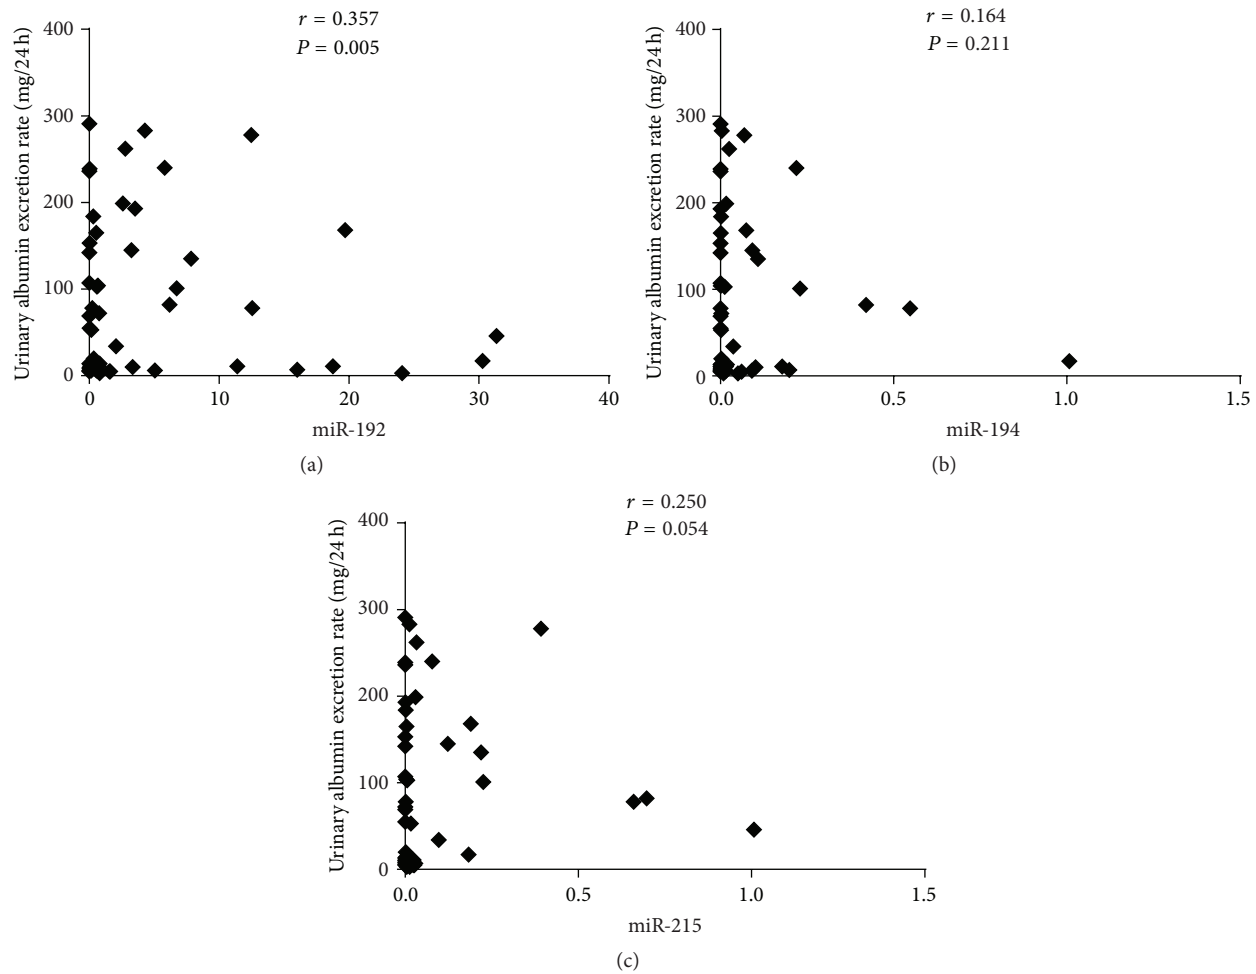 r = 0.357
P = 0.005
Urinary albumin excretion rate (mg/24 h)
400
300
200
100
0
0 10 20 30 40
miR-192
(a)
r = 0.164
P = 0.211
Urinary albumin excretion rate (mg/24 h)
400
300
200
100
0
0.0 0.5 1.0 1.5
miR-194
(b)
r = 0.250
P = 0.054
Urinary albumin excretion rate (mg/24 h)
400
300
200
100
0
0.0 0.5 1.0 1.5
miR-215
(c)